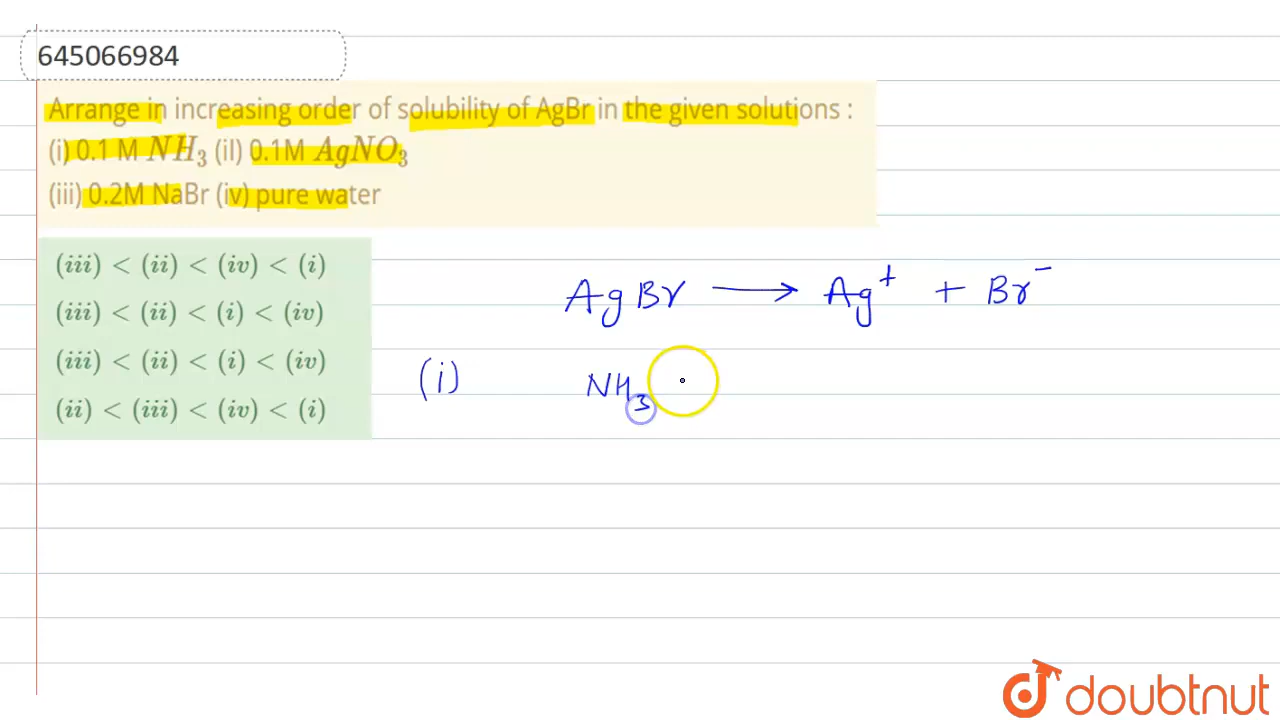 645066984
Arrange in increasing order of solubility of AgBr in the given solutions :
(i) 0.1 M NH₃ (iI) 0.1M AgNO₃
(iii) 0.2M NaBr (iv) pure water
(iii) < (ii) < (iv) < (i)
(iii) < (ii) < (i) < (iv)
(iii) < (ii) < (i) < (iv)
(ii) < (iii) < (iv) < (i)
AgBr ⟶ Ag⁺ + Br⁻
(i) NH₃
doubtnut